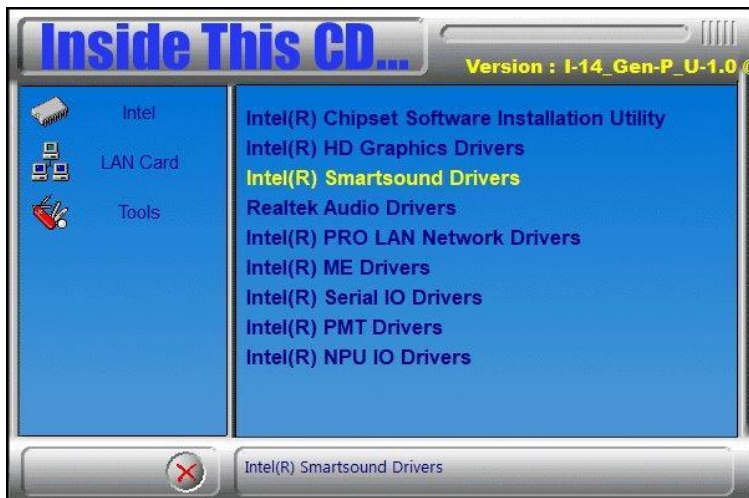 Inside This CD...
Version : I-14_Gen-P_U-1.0
Intel
LAN Card
Tools
Intel(R) Chipset Software Installation Utility
Intel(R) HD Graphics Drivers
Intel(R) Smartsound Drivers
Realtek Audio Drivers
Intel(R) PRO LAN Network Drivers
Intel(R) ME Drivers
Intel(R) Serial IO Drivers
Intel(R) PMT Drivers
Intel(R) NPU IO Drivers
Intel(R) Smartsound Drivers